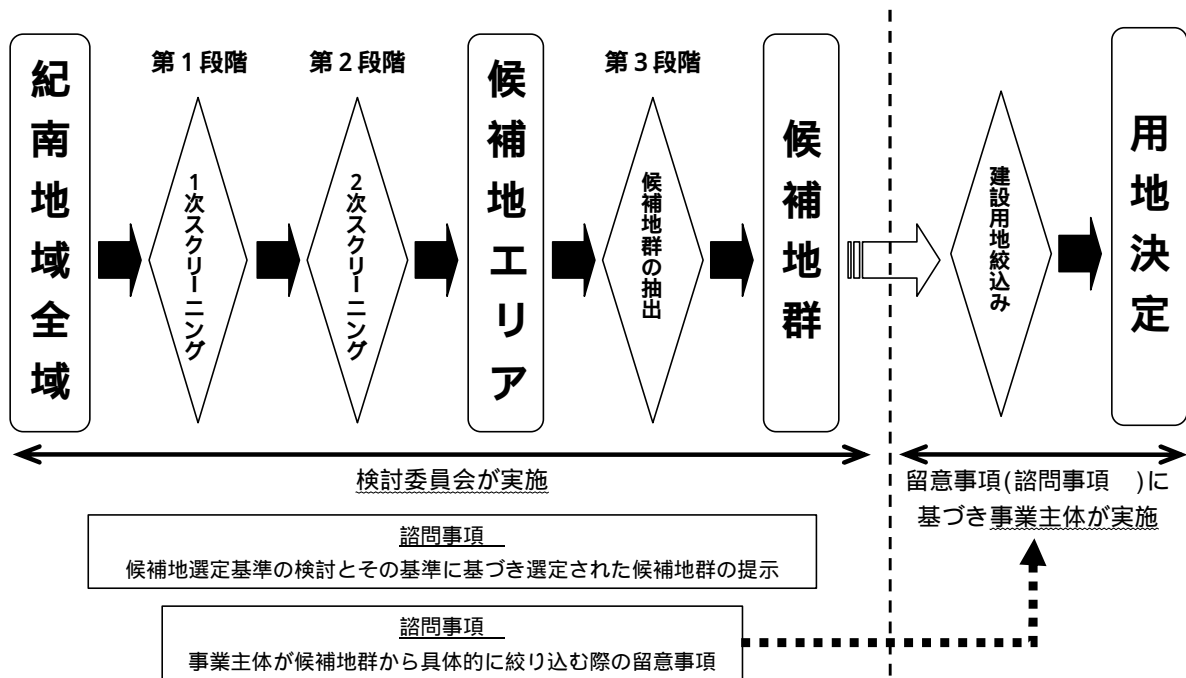 紀南地域全域
第1段階
1次スクリーニング
第2段階
2次スクリーニング
候補地エリア
第3段階
候補地群の抽出
候補地群
建設用地絞込み
用地決定
検討委員会が実施
留意事項(諮問事項　)に
基づき事業主体が実施
諮問事項
候補地選定基準の検討とその基準に基づき選定された候補地群の提示
諮問事項
事業主体が候補地群から具体的に絞り込む際の留意事項